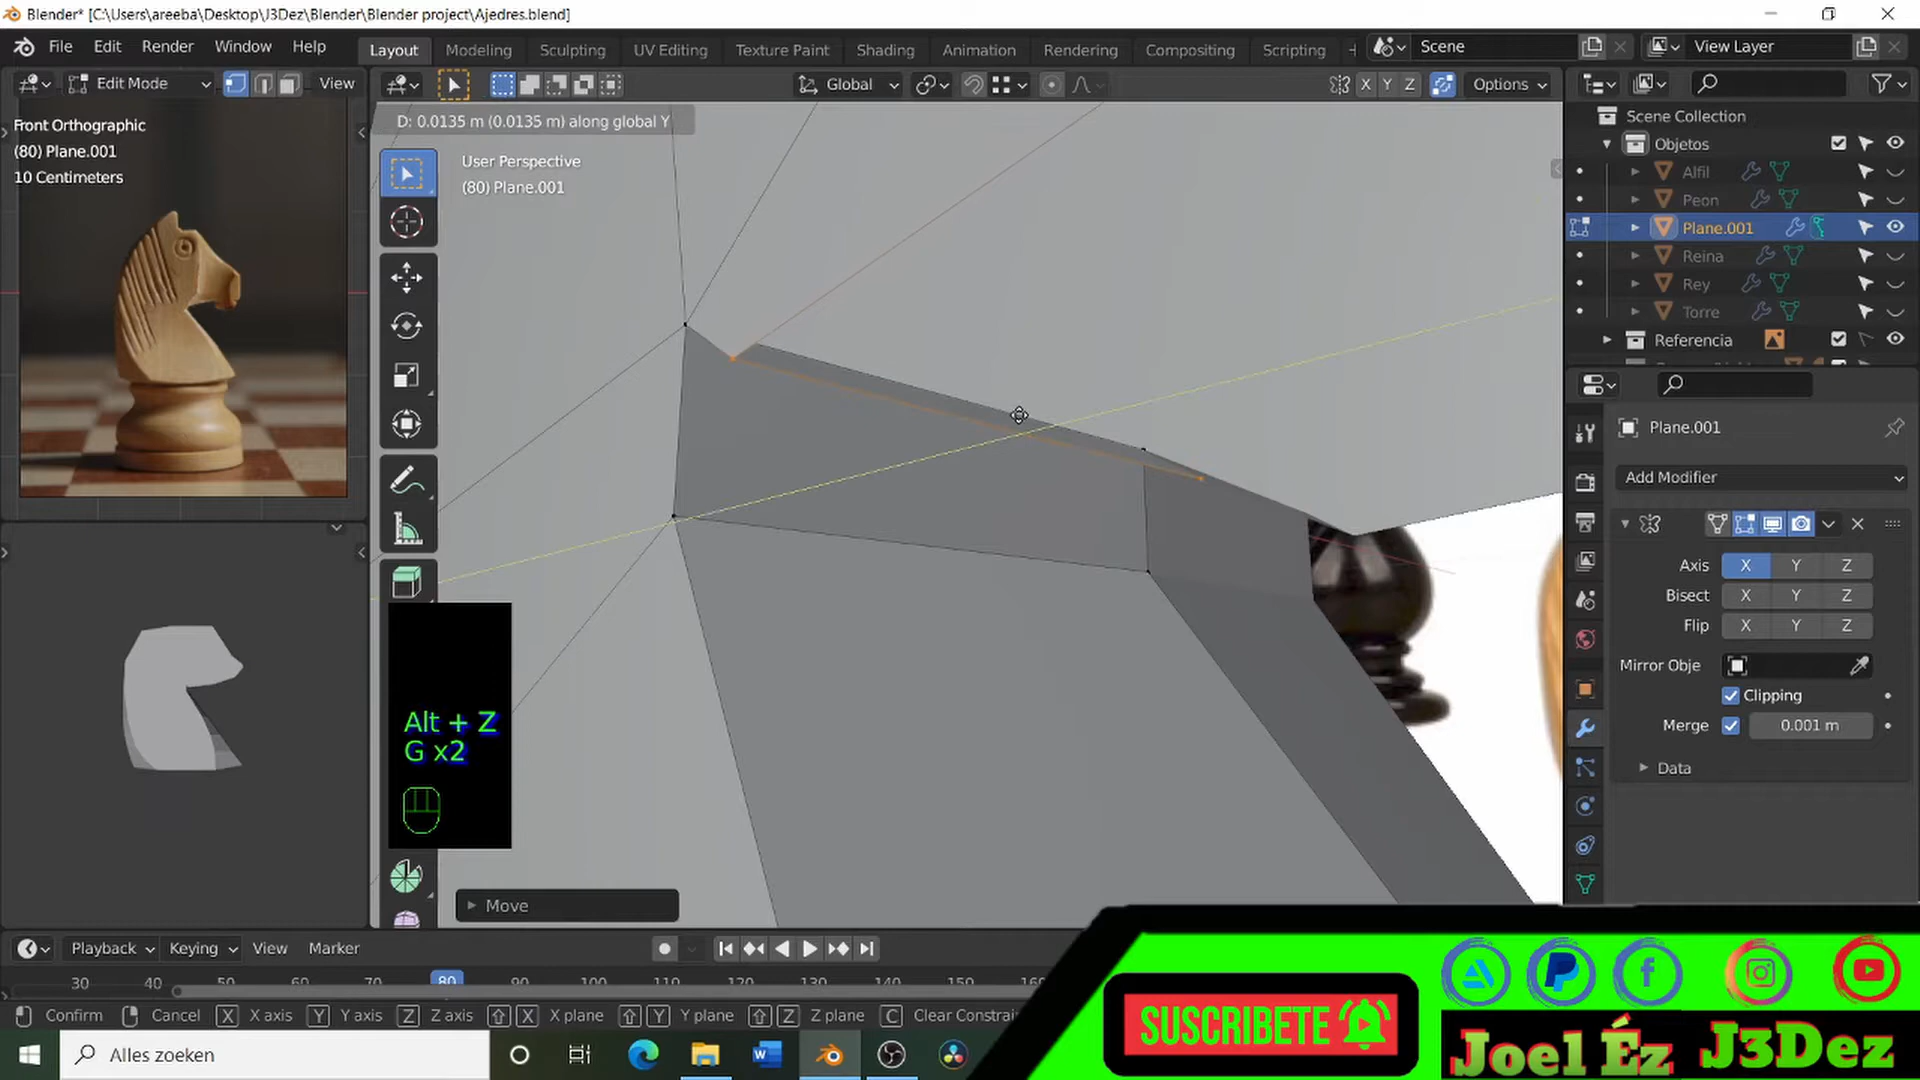 Blender* [C:\Users\areeba\Desktop\J3Dez\Blender\Blender project\Ajedres.blend]
File Edit Render Window Help
Layout Modeling Sculpting UV Editing Texture Paint Shading Animation Rendering Compositing Scripting
Scene
View Layer
Edit Mode
View
Global
X Y Z
Options
Front Orthographic
(80) Plane.001
10 Centimeters
D: 0.0135 m (0.0135 m) along global Y
User Perspective
(80) Plane.001
Scene Collection
Objetos
Alfil
Peon
Plane.001
Reina
Rey
Torre
Referencia
Plane.001
Add Modifier
Axis X Y Z
Bisect X Y Z
Flip X Y Z
Mirror Obje
Clipping
Merge 0.001 m
Data
Alt + Z
G x2
Move
Playback Keying View Marker
30 40 50 60 70 80 90 100 110 120 130 140 150 160
Confirm Cancel X X axis Y Y axis Z Z axis X X plane Y Y plane Z Z plane C Clear Constrai
Alles zoeken
SUSCRIBETE
Joel Éz J3Dez